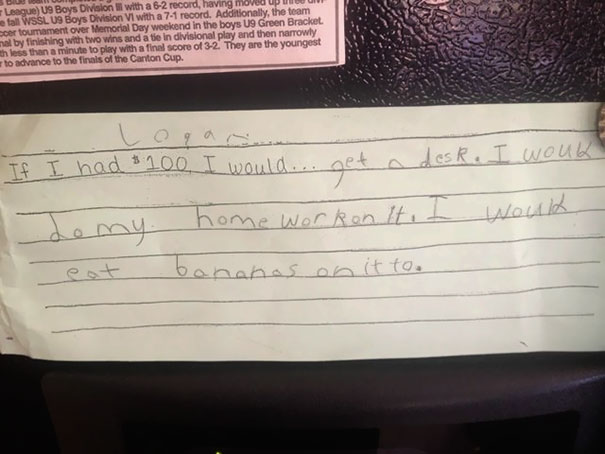 League) U9 Boys Division III with a 6-2 record, having moved up
fall WSSL U9 Boys Division VI with a 7-1 record. Additionally, the team
cer tournament over Memorial Day weekend in the boys U9 Green Bracket.
nal by finishing with two wins and a tie in divisional play and then narrowly
th less than a minute to play with a final score of 3-2. They are the youngest
r to advance to the finals of the Canton Cup.
Logan
If I had $100, I would... get a desk. I would
do my home work on it. I would
eat bananas on it to.